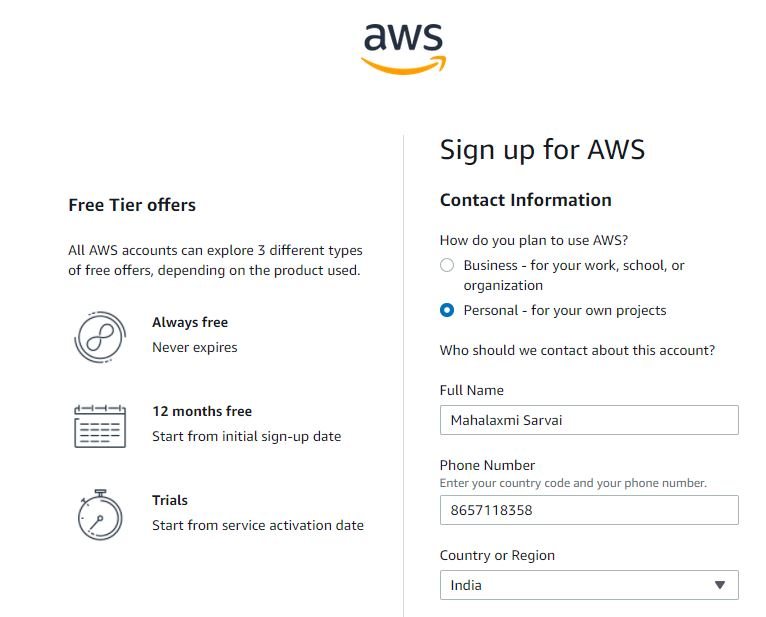 aws
Free Tier offers
All AWS accounts can explore 3 different types
of free offers, depending on the product used.
Always free
Never expires
12 months free
Start from initial sign-up date
Trials
Start from service activation date
Sign up for AWS
Contact Information
How do you plan to use AWS?
Business - for your work, school, or
organization
Personal - for your own projects
Who should we contact about this account?
Full Name
Mahalaxmi Sarvai
Phone Number
Enter your country code and your phone number.
8657118358
Country or Region
India